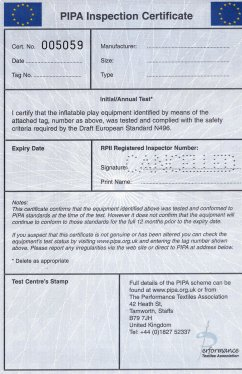 PIPA Inspection Certificate
Cert. No. 005059
Manufacturer:
Date
Size:
Tag No.
Type
Initial/Annual Test*
I certify that the inflatable play equipment identified by means of the
attached tag, number as above, was tested and complied with the safety
criteria required by the Draft European Standard N496.
Expiry Date
RPII Registered Inspector Number:
CANCELLED
Signature
Print Name:
Notes:
This certificate confirms that the equipment identified above was tested and conformed to
PIPA standards at the time of the test. However it does not confirm that the equipment will
continue to conform to those standards for the full 12 months prior to the expiry date.
If you suspect that this certificate is not genuine or has been altered you can check the
equipment's test status by visiting www.pipa.org.uk and entering the tag number shown
above. Please report any irregularities via the web site or direct to PIPA at address below.
* Delete as appropriate
Test Centre's Stamp
Full details of the PIPA scheme can be
found at www.pipa.org.uk or from
The Performance Textiles Association
42 Heath St,
Tamworth, Staffs
B79 7JH
United Kingdom
Tel: +44 (0)1827 52337
Performance
Textiles Association